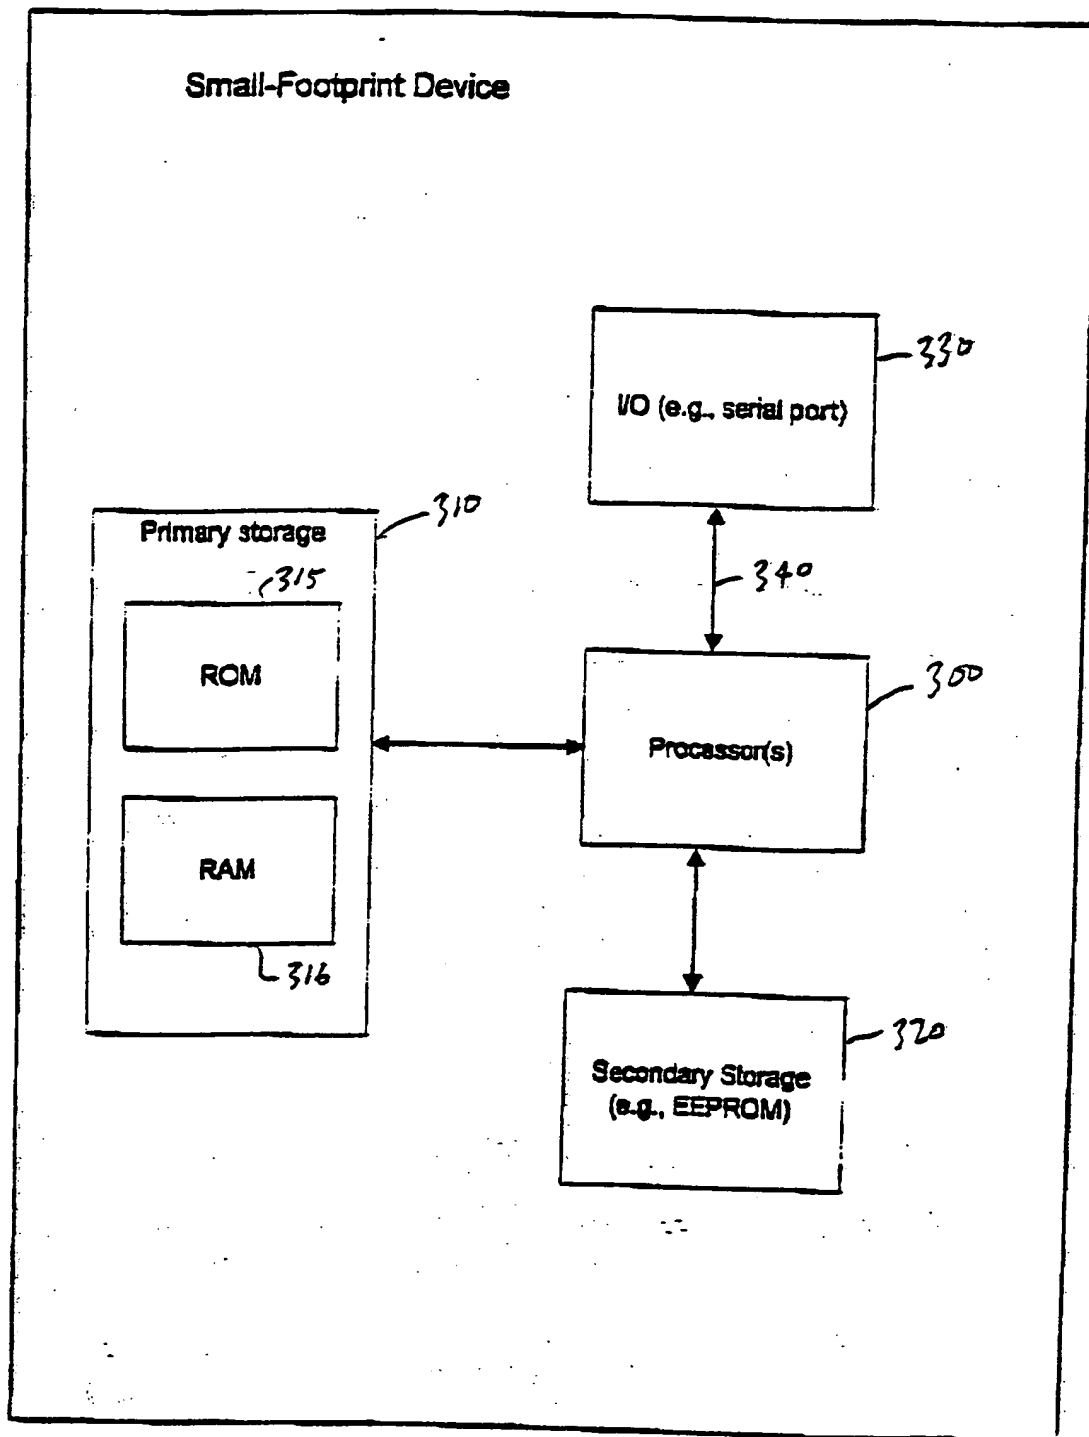 Small-Footprint Device
330
I/O (e.g., serial port)
310
Primary storage
340
315
ROM
300
Processor(s)
RAM
316
320
Secondary Storage
(e.g., EEPROM)